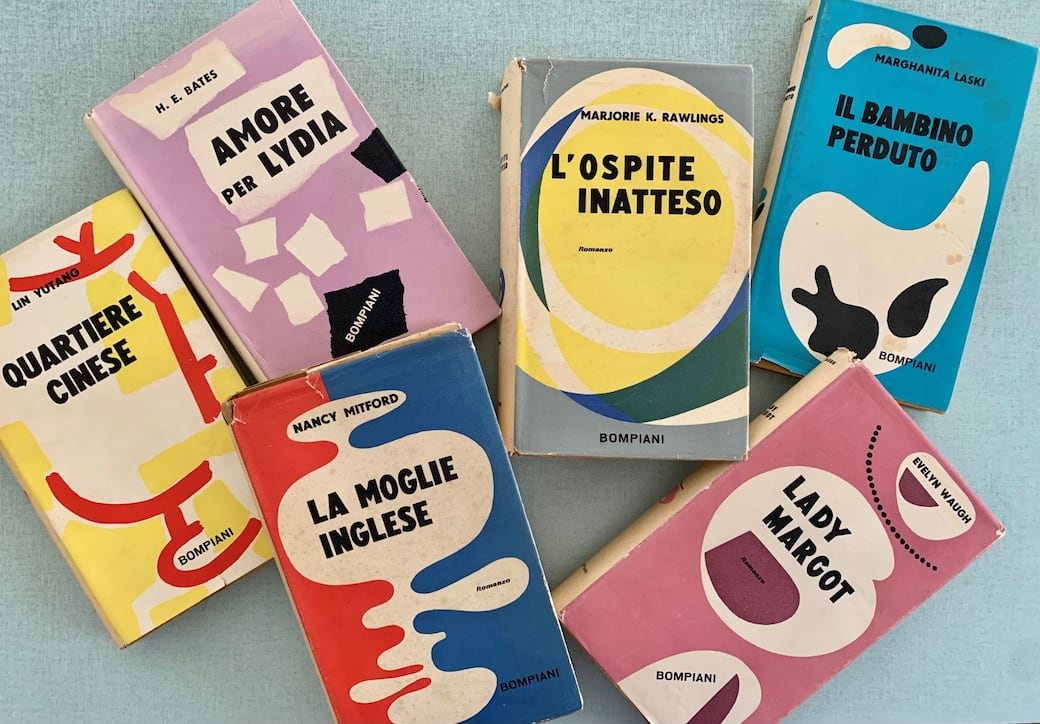 H. E. BATES
AMORE
PER LYDIA
BOMPIANI
MARJORIE K. RAWLINGS
L'OSPITE
INATTESO
Romanzo
BOMPIANI
MARGHANITA LASKI
IL BAMBINO
PERDUTO
BOMPIANI
LIN YUTANG
QUARTIERE
CINESE
BOMPIANI
NANCY MITFORD
LA MOGLIE
INGLESE
Romanzo
BOMPIANI
EVELYN WAUGH
LADY
MARGOT
Romanzo
BOMPIANI